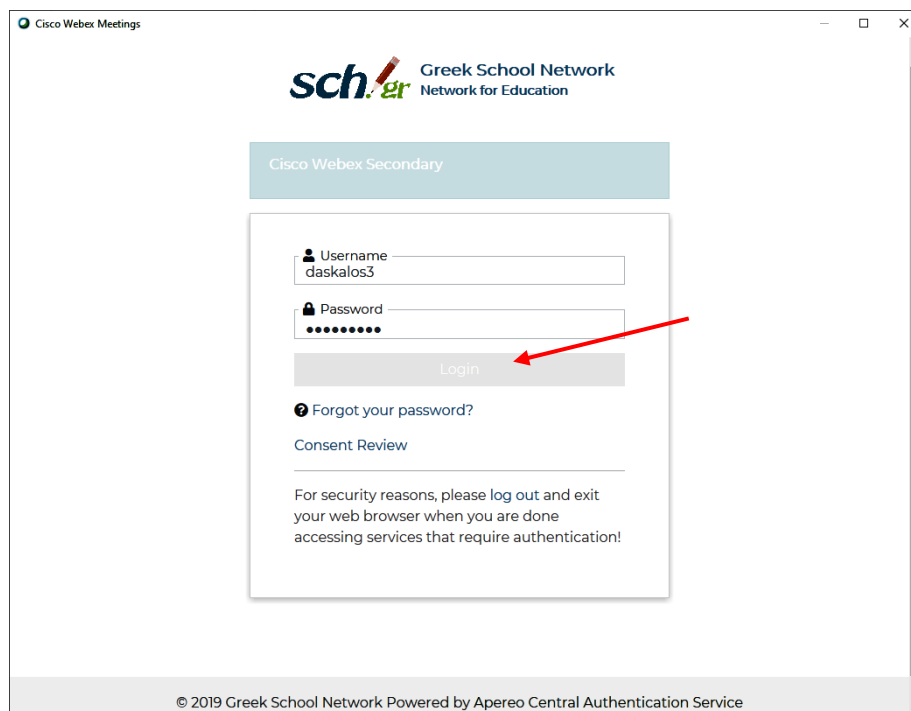 Cisco Webex Meetings
sch.gr
Greek School Network
Network for Education
Cisco Webex Secondary
Username
daskalos3
Password
•••••••••
Login
Forgot your password?
Consent Review
For security reasons, please log out and exit
your web browser when you are done
accessing services that require authentication!
© 2019 Greek School Network Powered by Apereo Central Authentication Service